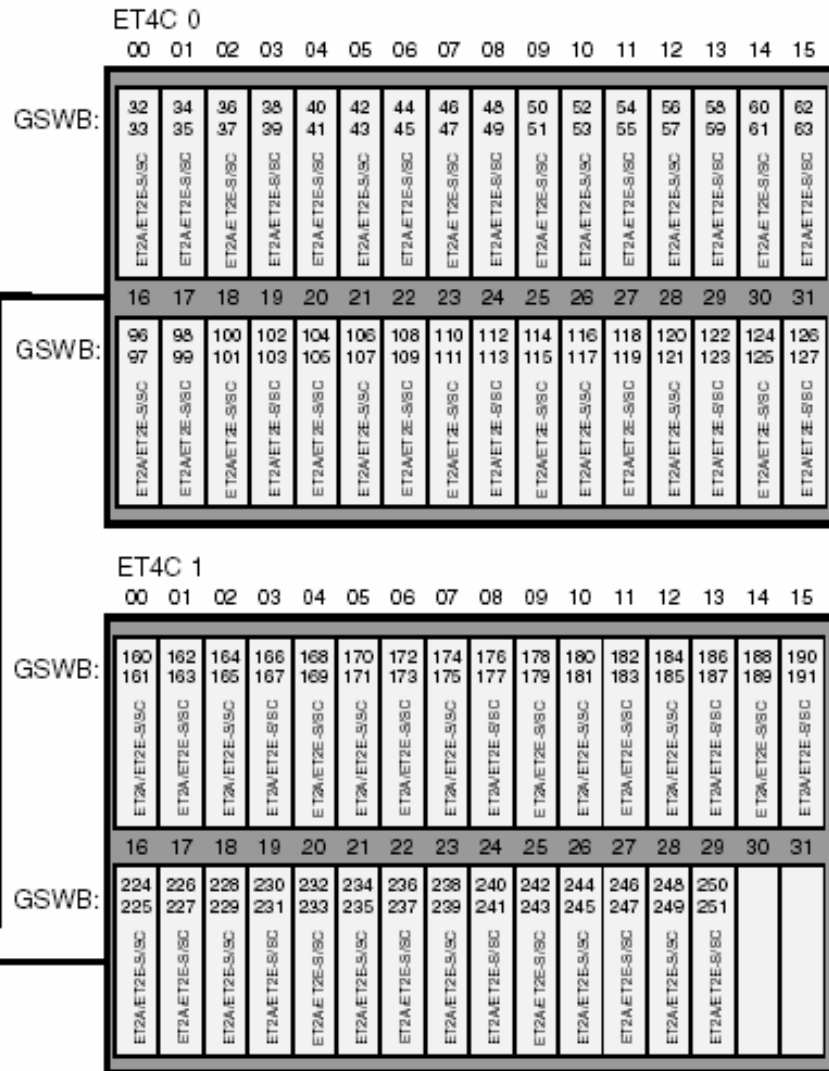 ET4C 0
00 01 02 03 04 05 06 07 08 09 10 11 12 13 14 15
GSWB: 32 34 36 38 40 42 44 46 48 50 52 54 56 58 60 62
33 35 37 39 41 43 45 47 49 51 53 55 57 59 61 63
ET2A/ET2E-S/SC ET2A/ET2E-S/SC ET2A/ET2E-S/SC ET2A/ET2E-S/SC ET2A/ET2E-S/SC ET2A/ET2E-S/SC ET2A/ET2E-S/SC ET2A/ET2E-S/SC ET2A/ET2E-S/SC ET2A/ET2E-S/SC ET2A/ET2E-S/SC ET2A/ET2E-S/SC ET2A/ET2E-S/SC ET2A/ET2E-S/SC ET2A/ET2E-S/SC ET2A/ET2E-S/SC
16 17 18 19 20 21 22 23 24 25 26 27 28 29 30 31
GSWB: 96 98 100 102 104 106 108 110 112 114 116 118 120 122 124 126
97 99 101 103 105 107 109 111 113 115 117 119 121 123 125 127
ET2A/ET2E-S/SC ET2A/ET2E-S/SC ET2A/ET2E-S/SC ET2A/ET2E-S/SC ET2A/ET2E-S/SC ET2A/ET2E-S/SC ET2A/ET2E-S/SC ET2A/ET2E-S/SC ET2A/ET2E-S/SC ET2A/ET2E-S/SC ET2A/ET2E-S/SC ET2A/ET2E-S/SC ET2A/ET2E-S/SC ET2A/ET2E-S/SC ET2A/ET2E-S/SC ET2A/ET2E-S/SC
ET4C 1
00 01 02 03 04 05 06 07 08 09 10 11 12 13 14 15
GSWB: 160 162 164 166 168 170 172 174 176 178 180 182 184 186 188 190
161 163 165 167 169 171 173 175 177 179 181 183 185 187 189 191
ET2A/ET2E-S/SC ET2A/ET2E-S/SC ET2A/ET2E-S/SC ET2A/ET2E-S/SC ET2A/ET2E-S/SC ET2A/ET2E-S/SC ET2A/ET2E-S/SC ET2A/ET2E-S/SC ET2A/ET2E-S/SC ET2A/ET2E-S/SC ET2A/ET2E-S/SC ET2A/ET2E-S/SC ET2A/ET2E-S/SC ET2A/ET2E-S/SC ET2A/ET2E-S/SC ET2A/ET2E-S/SC
16 17 18 19 20 21 22 23 24 25 26 27 28 29 30 31
GSWB: 224 226 228 230 232 234 236 238 240 242 244 246 248 250
225 227 229 231 233 235 237 239 241 243 245 247 249 251
ET2A/ET2E-S/SC ET2A/ET2E-S/SC ET2A/ET2E-S/SC ET2A/ET2E-S/SC ET2A/ET2E-S/SC ET2A/ET2E-S/SC ET2A/ET2E-S/SC ET2A/ET2E-S/SC ET2A/ET2E-S/SC ET2A/ET2E-S/SC ET2A/ET2E-S/SC ET2A/ET2E-S/SC ET2A/ET2E-S/SC ET2A/ET2E-S/SC